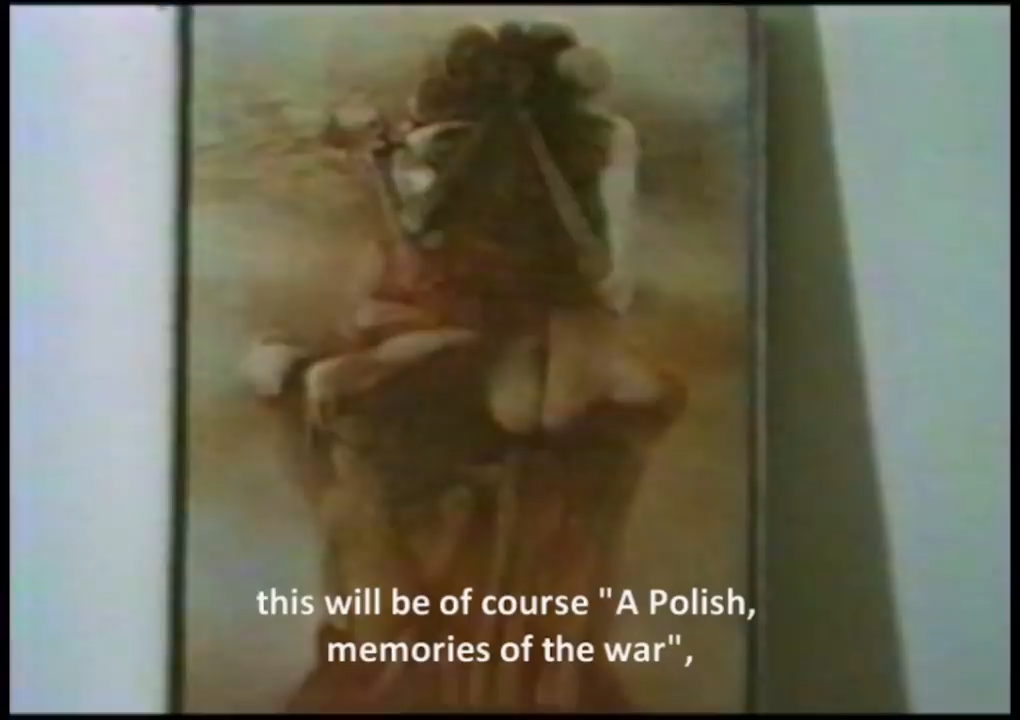 this will be of course "A Polish,
memories of the war",